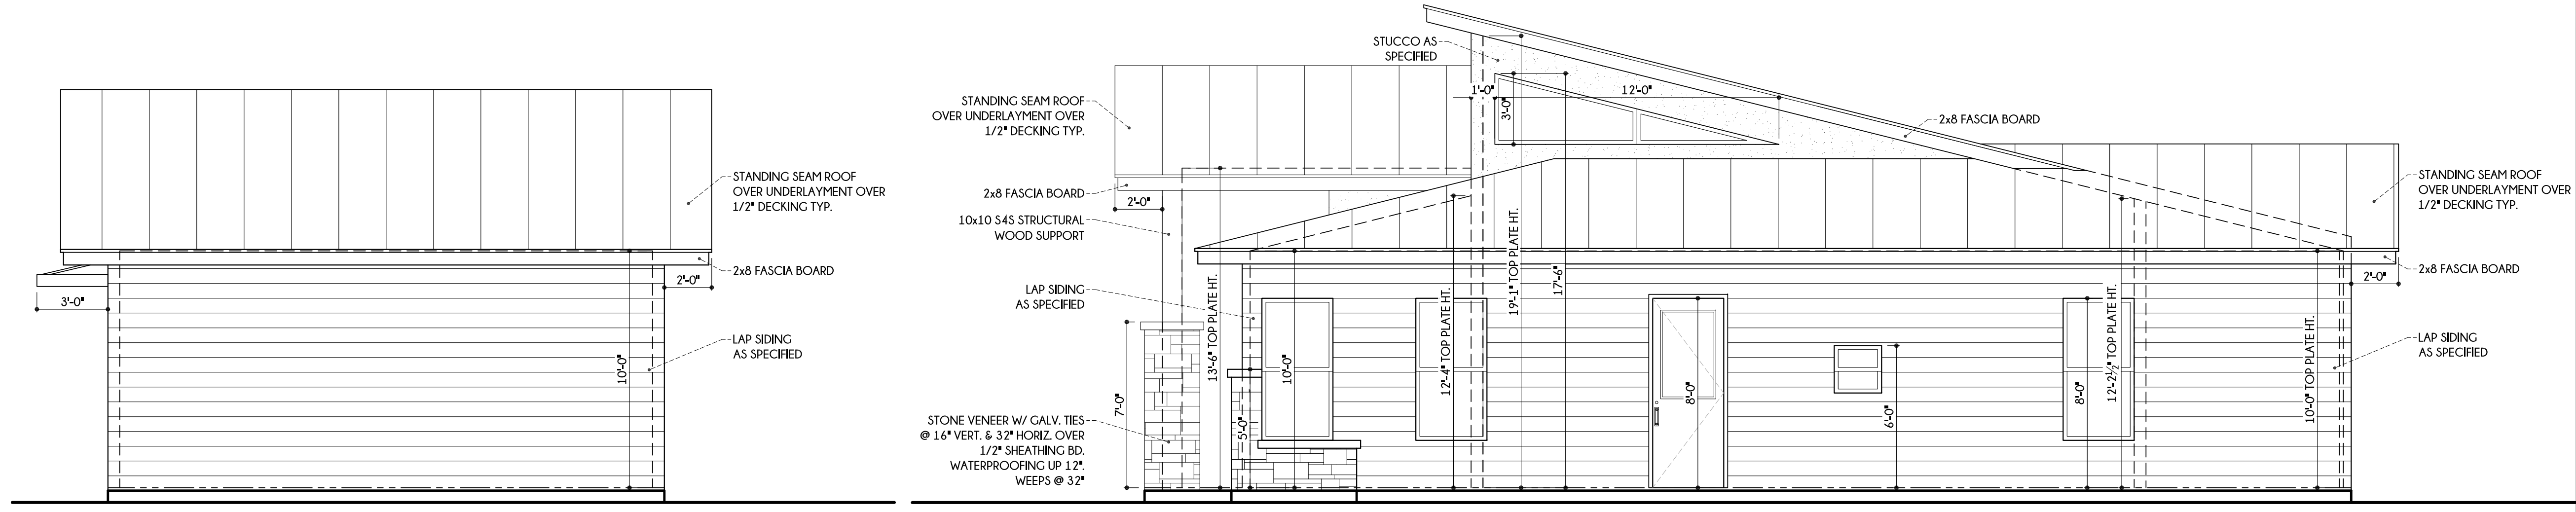 STANDING SEAM ROOF
OVER UNDERLAYMENT OVER
1/2" DECKING TYP.
2x8 FASCIA BOARD
2'-0"
3'-0"
LAP SIDING
AS SPECIFIED
10'-0"
STUCCO AS
SPECIFIED
STANDING SEAM ROOF
OVER UNDERLAYMENT OVER
1/2" DECKING TYP.
1'-0"
12'-0"
3'-0"
2x8 FASCIA BOARD
2x8 FASCIA BOARD
2'-0"
10x10 S4S STRUCTURAL
WOOD SUPPORT
STANDING SEAM ROOF
OVER UNDERLAYMENT OVER
1/2" DECKING TYP.
2x8 FASCIA BOARD
2'-0"
LAP SIDING
AS SPECIFIED
13'-6" TOP PLATE HT.
10'-0"
12'-4" TOP PLATE HT.
19'-1" TOP PLATE HT.
17'-6"
8'-0"
6'-0"
8'-0"
12'-2½" TOP PLATE HT.
10'-0" TOP PLATE HT.
LAP SIDING
AS SPECIFIED
7'-0"
5'-0"
STONE VENEER W/ GALV. TIES
@ 16" VERT. & 32" HORIZ. OVER
1/2" SHEATHING BD.
WATERPROOFING UP 12".
WEEPS @ 32"